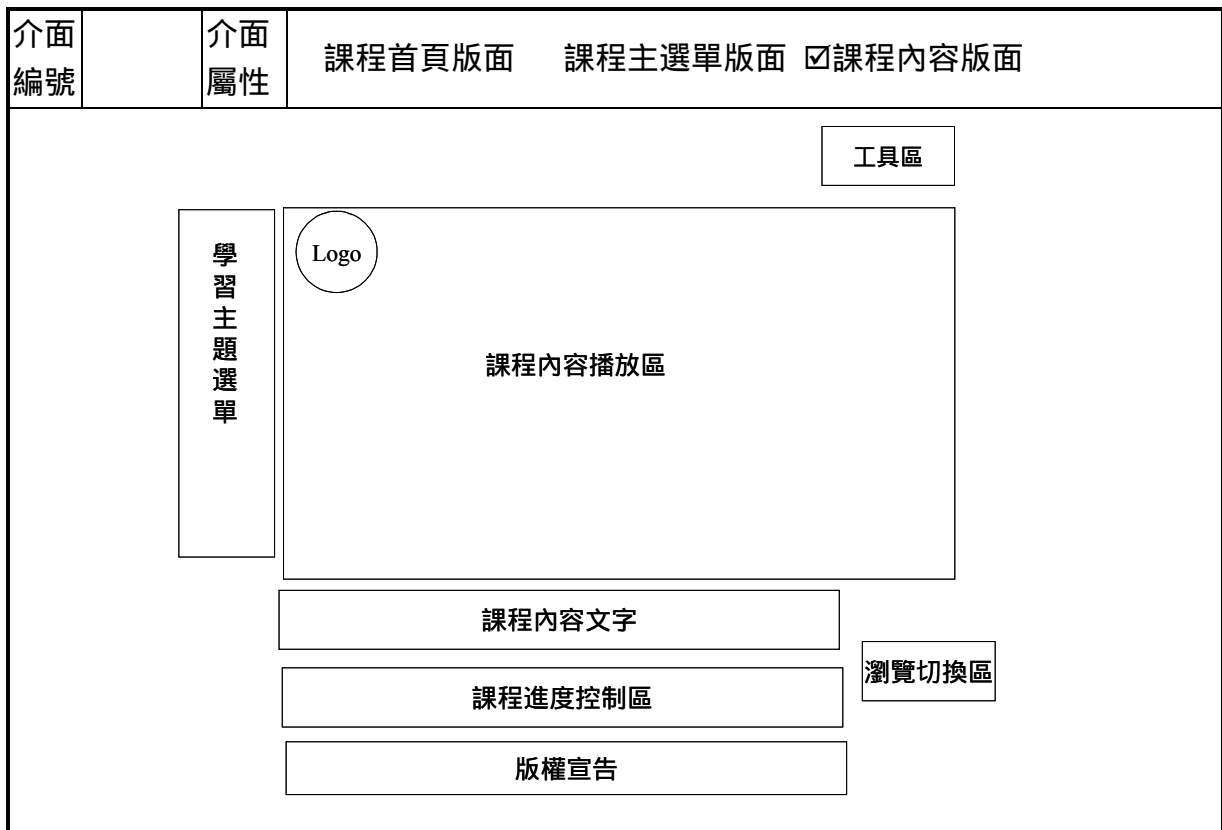 介面
編號
介面
屬性
課程首頁版面 課程主選單版面 ☑課程內容版面
工具區
學習主題選單
Logo
課程內容播放區
課程內容文字
瀏覽切換區
課程進度控制區
版權宣告